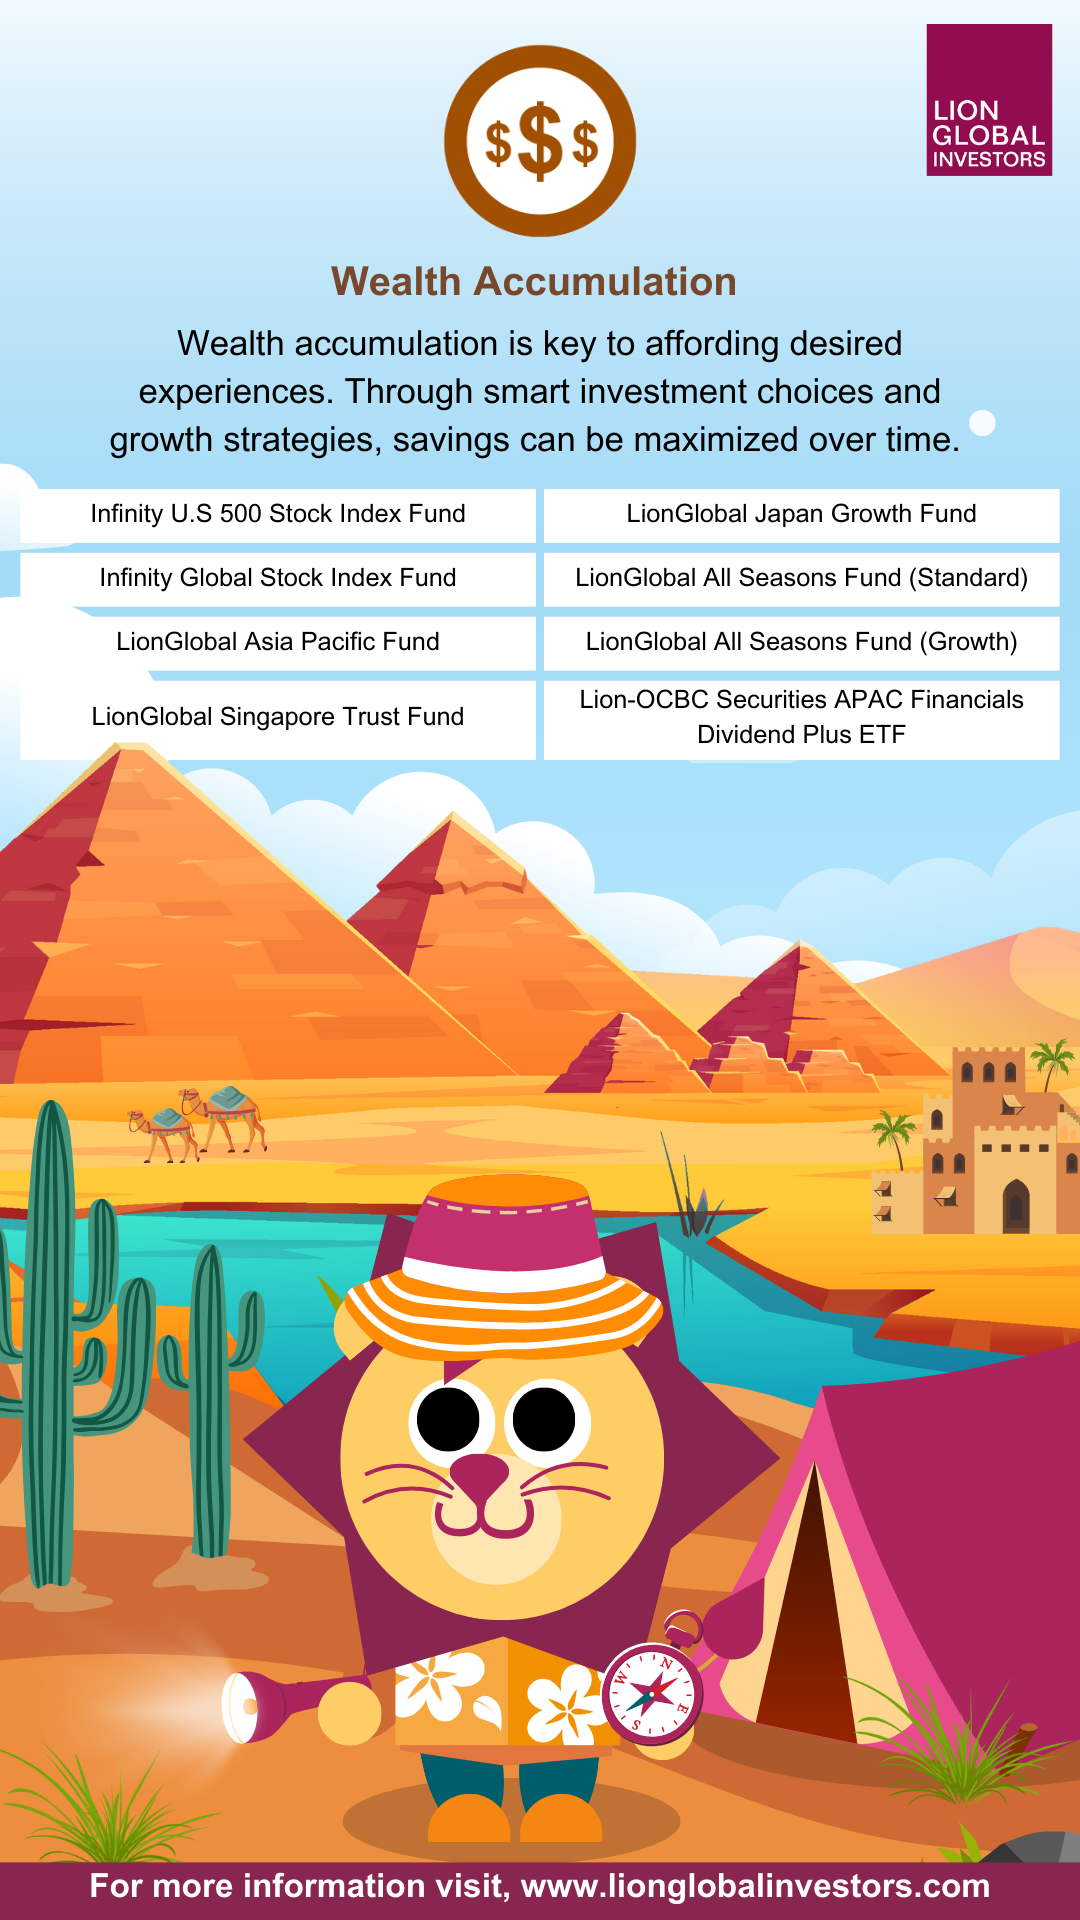 $$$
LION
GLOBAL
INVESTORS
Wealth Accumulation
Wealth accumulation is key to affording desired
experiences. Through smart investment choices and
growth strategies, savings can be maximized over time.
Infinity U.S 500 Stock Index Fund
LionGlobal Japan Growth Fund
Infinity Global Stock Index Fund
LionGlobal All Seasons Fund (Standard)
LionGlobal Asia Pacific Fund
LionGlobal All Seasons Fund (Growth)
LionGlobal Singapore Trust Fund
Lion-OCBC Securities APAC Financials
Dividend Plus ETF
N
W
E
S
For more information visit, www.lionglobalinvestors.com